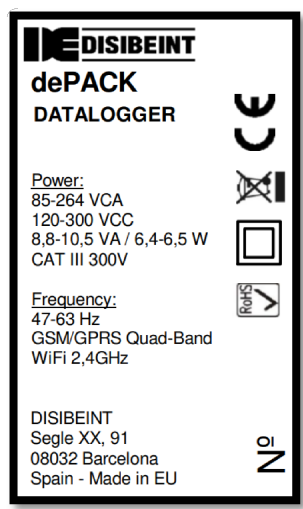 DISIBEINT
dePACK
DATALOGGER
CE
Power:
85-264 VCA
120-300 VCC
8,8-10,5 VA / 6,4-6,5 W
CAT III 300V
RoHS
Frequency:
47-63 Hz
GSM/GPRS Quad-Band
WiFi 2,4GHz
DISIBEINT
Segle XX, 91
08032 Barcelona
Spain - Made in EU
Nº